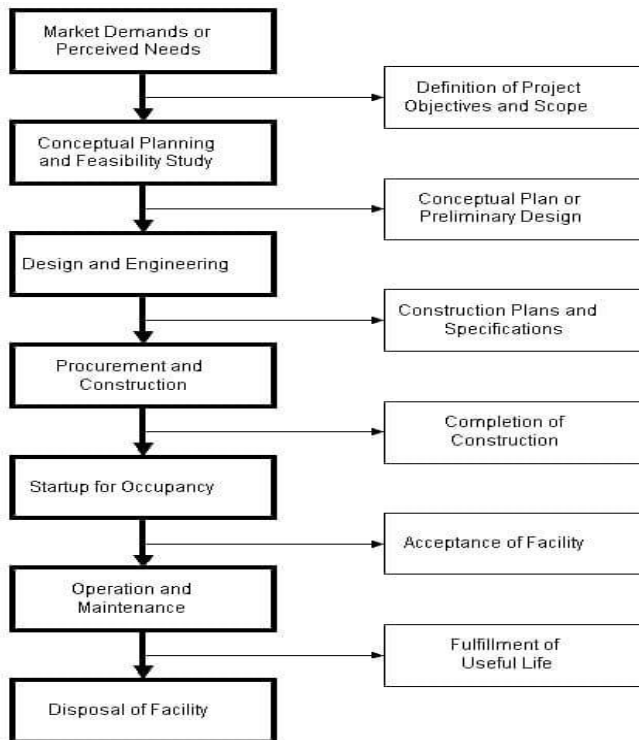 Market Demands or
Perceived Needs
Definition of Project
Objectives and Scope
Conceptual Planning
and Feasibility Study
Conceptual Plan or
Preliminary Design
Design and Engineering
Construction Plans and
Specifications
Procurement and
Construction
Completion of
Construction
Startup for Occupancy
Acceptance of Facility
Operation and
Maintenance
Fulfillment of
Useful Life
Disposal of Facility